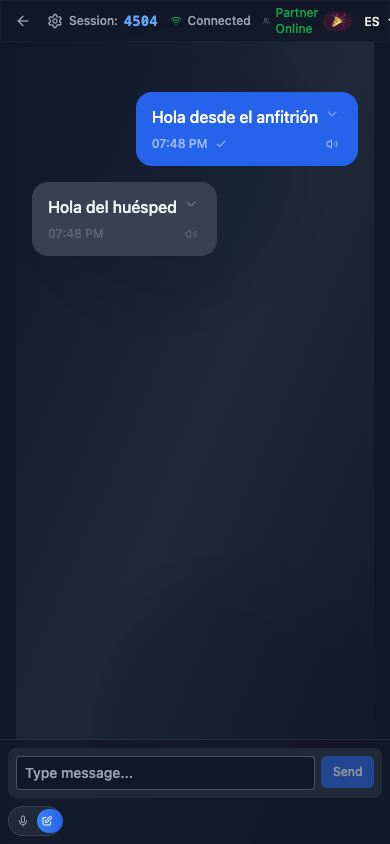 Session: 4504 Connected Partner Online ES
Hola desde el anfitrión
07:48 PM
Hola del huésped
07:48 PM
Type message...
Send